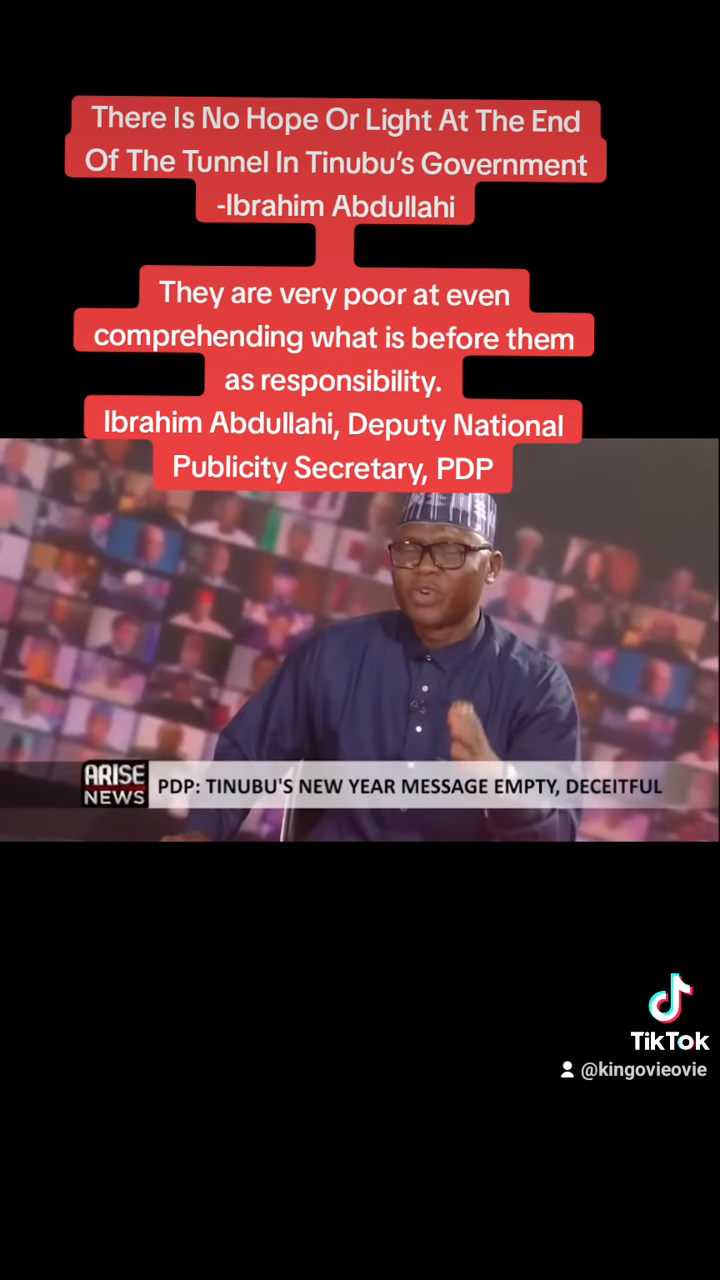 There Is No Hope Or Light At The End
Of The Tunnel In Tinubu’s Government
-Ibrahim Abdullahi
They are very poor at even
comprehending what is before them
as responsibility.
Ibrahim Abdullahi, Deputy National
Publicity Secretary, PDP
ARISE
NEWS
PDP: TINUBU'S NEW YEAR MESSAGE EMPTY, DECEITFUL
TikTok
@kingovieovie